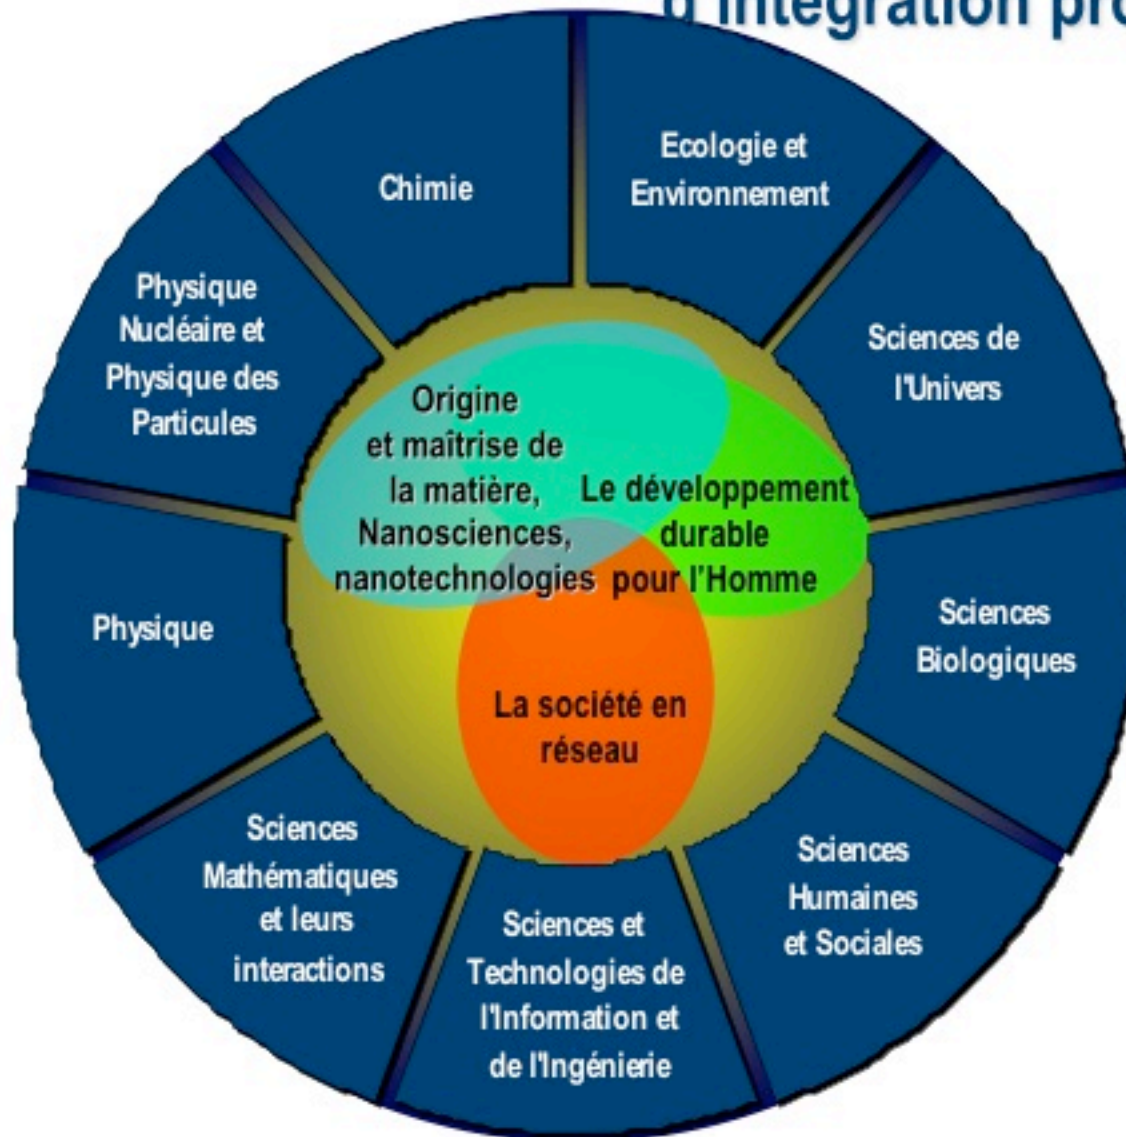 d'intégration pro
Chimie
Ecologie et
Environnement
Sciences de
l'Univers
Sciences
Biologiques
Sciences
Humaines
et Sociales
Sciences et
Technologies de
l'Information et
de l'Ingénierie
Sciences
Mathématiques
et leurs
interactions
Physique
Physique
Nucléaire et
Physique des
Particules
Origine
et maîtrise de
la matière,
Nanosciences,
nanotechnologies
Le développement
durable
pour l'Homme
La société en
réseau